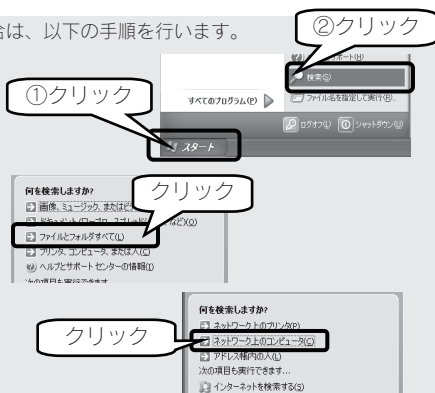 合は、以下の手順を行います。
②クリック
ポート(H)
検索(S)
①クリック
すべてのプログラム(P)
ファイル名を指定して実行(R)...
ログオフ(L)
シャットダウン(U)
スタート
何を検索しますか?
クリック
画像、ミュージック、または
など)(O)
ファイルとフォルダすべて(L)
プリンタ、コンピュータ、または人(C)
ヘルプとサポート センターの情報(I)
次の項目も実行できます...
何を検索しますか?
ネットワーク上のプリンタ(P)
クリック
ネットワーク上のコンピュータ(C)
アドレス帳内の人(L)
次の項目も実行できます...
インターネットを検索する(S)